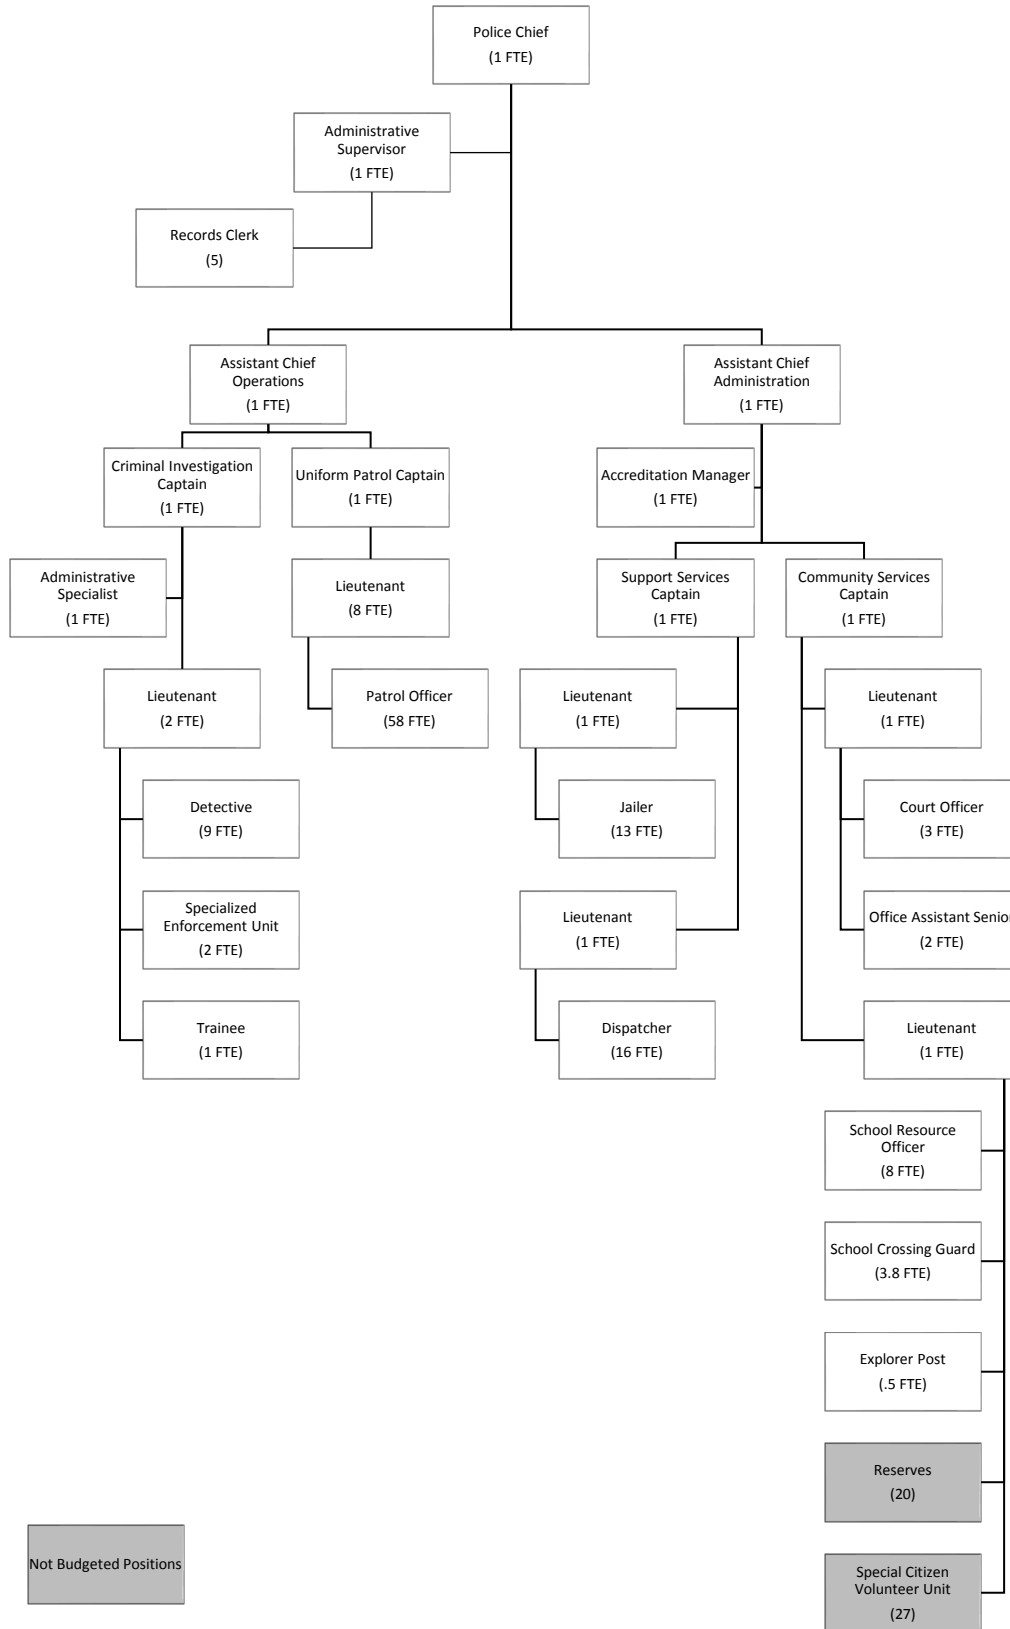 Police Chief
(1 FTE)
Administrative
Supervisor
(1 FTE)
Records Clerk
(5)
Assistant Chief
Operations
(1 FTE)
Assistant Chief
Administration
(1 FTE)
Criminal Investigation
Captain
(1 FTE)
Uniform Patrol Captain
(1 FTE)
Accreditation Manager
(1 FTE)
Administrative
Specialist
(1 FTE)
Lieutenant
(8 FTE)
Support Services
Captain
(1 FTE)
Community Services
Captain
(1 FTE)
Lieutenant
(2 FTE)
Patrol Officer
(58 FTE)
Lieutenant
(1 FTE)
Lieutenant
(1 FTE)
Detective
(9 FTE)
Jailer
(13 FTE)
Court Officer
(3 FTE)
Specialized
Enforcement Unit
(2 FTE)
Lieutenant
(1 FTE)
Office Assistant Senior
(2 FTE)
Trainee
(1 FTE)
Dispatcher
(16 FTE)
Lieutenant
(1 FTE)
School Resource
Officer
(8 FTE)
School Crossing Guard
(3.8 FTE)
Explorer Post
(.5 FTE)
Reserves
(20)
Not Budgeted Positions
Special Citizen
Volunteer Unit
(27)